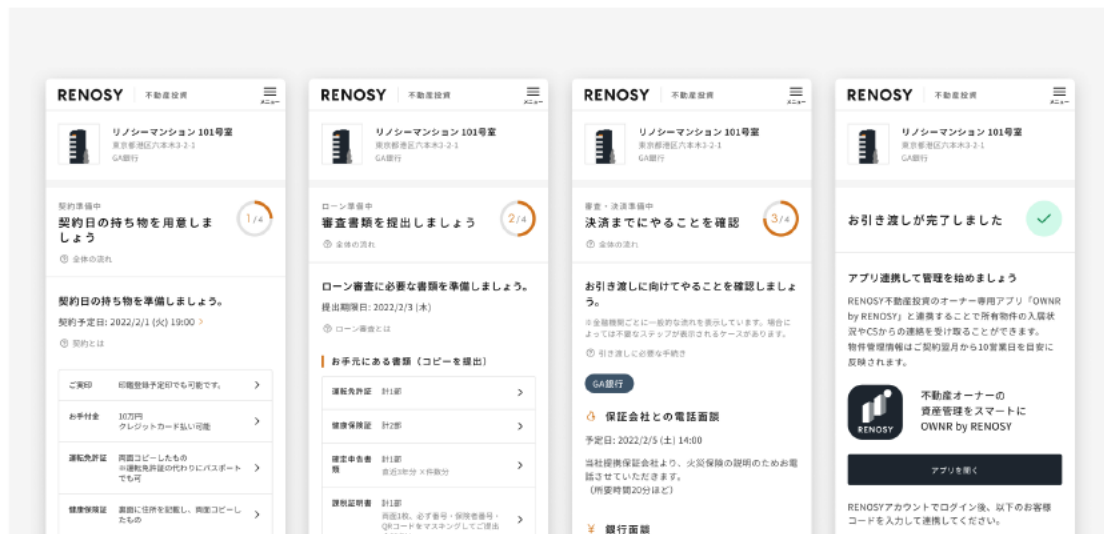 RENOSY 不動産投資
メニュー
リノシーマンション 101号室
東京都港区六本木3-2-1
GA銀行
契約準備中
契約日の持ち物を用意しま
しょう
1/4
全体の流れ
契約日の持ち物を準備しましょう。
契約予定日: 2022/2/1 (火) 19:00 >
契約とは
ご実印 印鑑登録予定印でも可能です。
お手付金 10万円
クレジットカード払い可能
運転免許証 両面コピーしたもの
※運転免許証の代わりにパスポート
でも可
健康保険証 裏面に住所を記載し、両面コピーし
たもの
RENOSY 不動産投資
メニュー
リノシーマンション 101号室
東京都港区六本木3-2-1
GA銀行
ローン準備中
審査書類を提出しましょう
2/4
全体の流れ
ローン審査に必要な書類を準備しましょう。
提出期限日: 2022/2/3 (木)
ローン審査とは
お手元にある書類（コピーを提出）
運転免許証 計1部
健康保険証 計2部
確定申告書
類
計1部
直近3年分 ×件数分
課税証明書 計1部
両面1枚、必ず番号・保険者番号・
QRコードをマスキングしてご提出
RENOSY 不動産投資
メニュー
リノシーマンション 101号室
東京都港区六本木3-2-1
GA銀行
審査・決済準備中
決済までにやることを確認
3/4
全体の流れ
お引き渡しに向けてやることを確認しましょ
う。
※金融機関ごとに一般的な流れを表示しています。場合に
よっては不要なステップが表示されるケースがあります。
引き渡しに必要な手続き
GA銀行
保証会社との電話面談
予定日: 2022/2/5 (土) 14:00
当社提携保証会社より、火災保険の説明のためお電
話させていただきます。
（所要時間20分ほど）
¥ 銀行面談
RENOSY 不動産投資
メニュー
リノシーマンション 101号室
東京都港区六本木3-2-1
GA銀行
お引き渡しが完了しました
アプリ連携して管理を始めましょう
RENOSY不動産投資のオーナー専用アプリ「OWNR
by RENOSY」と連携することで所有物件の入居状
況やCSからの連絡を受け取ることができます。
物件管理情報はご契約翌月から10営業日を目安に
反映されます。
RENOSY
不動産オーナーの
資産管理をスマートに
OWNR by RENOSY
アプリを開く
RENOSYアカウントでログイン後、以下のお客様
コードを入力して連携してください。